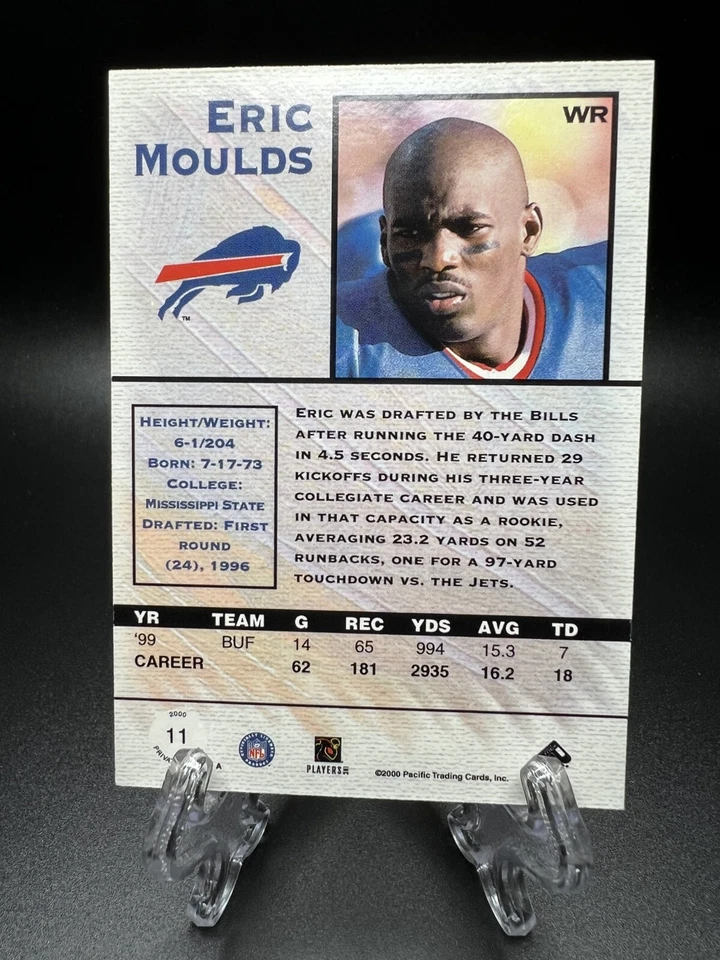 ERIC
MOULDS
WR
TM
HEIGHT/WEIGHT:
6-1/204
BORN: 7-17-73
COLLEGE:
MISSISSIPPI STATE
DRAFTED: FIRST
ROUND
(24), 1996
ERIC WAS DRAFTED BY THE BILLS
AFTER RUNNING THE 40-YARD DASH
IN 4.5 SECONDS. HE RETURNED 29
KICKOFFS DURING HIS THREE-YEAR
COLLEGIATE CAREER AND WAS USED
IN THAT CAPACITY AS A ROOKIE,
AVERAGING 23.2 YARDS ON 52
RUNBACKS, ONE FOR A 97-YARD
TOUCHDOWN VS. THE JETS.
YR TEAM G REC YDS AVG TD
'99 BUF 14 65 994 15.3 7
CAREER 62 181 2935 16.2 18
2000
11
NFL
PLAYERS INC
©2000 Pacific Trading Cards, Inc.